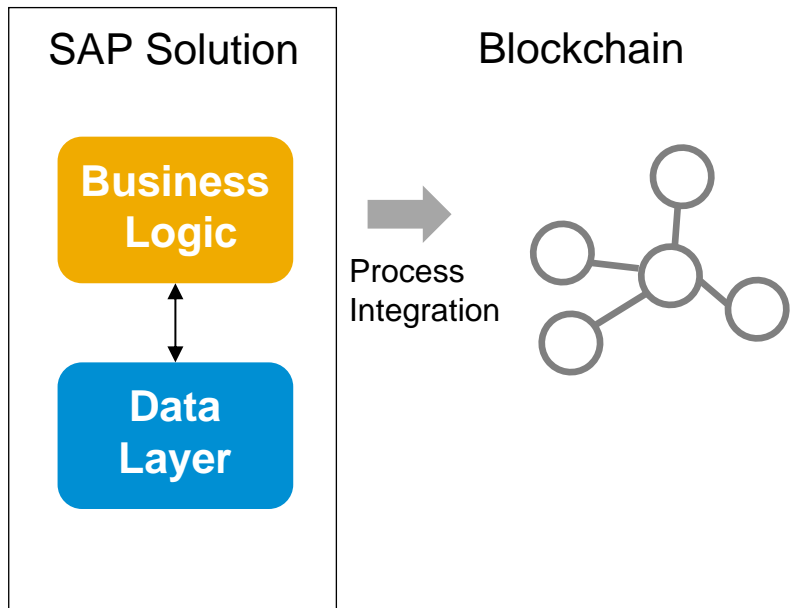 SAP Solution
Blockchain
Business
Logic
Process
Integration
Data
Layer